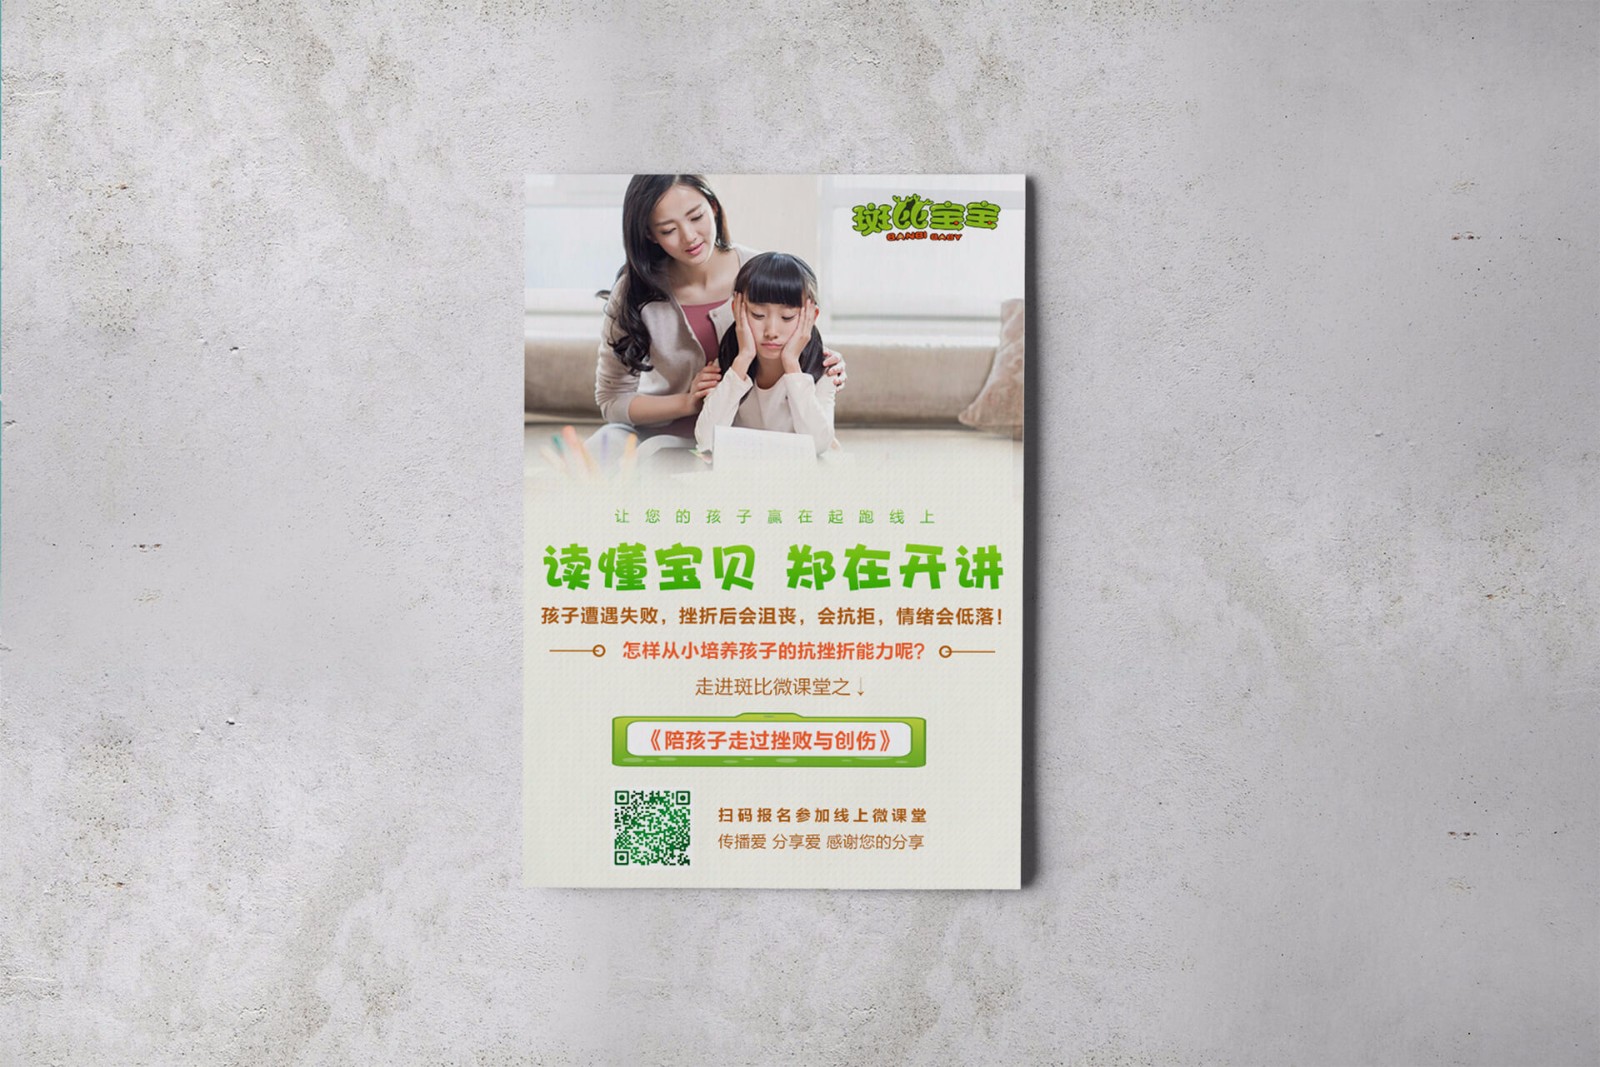 斑比宝宝
BANBI BABY
让您的孩子赢在起跑线上
读懂宝贝 郑在开讲
孩子遭遇失败，挫折后会沮丧，会抗拒，情绪会低落！
怎样从小培养孩子的抗挫折能力呢？
走进斑比微课堂之↓
《陪孩子走过挫败与创伤》
扫码报名参加线上微课堂
传播爱 分享爱 感谢您的分享